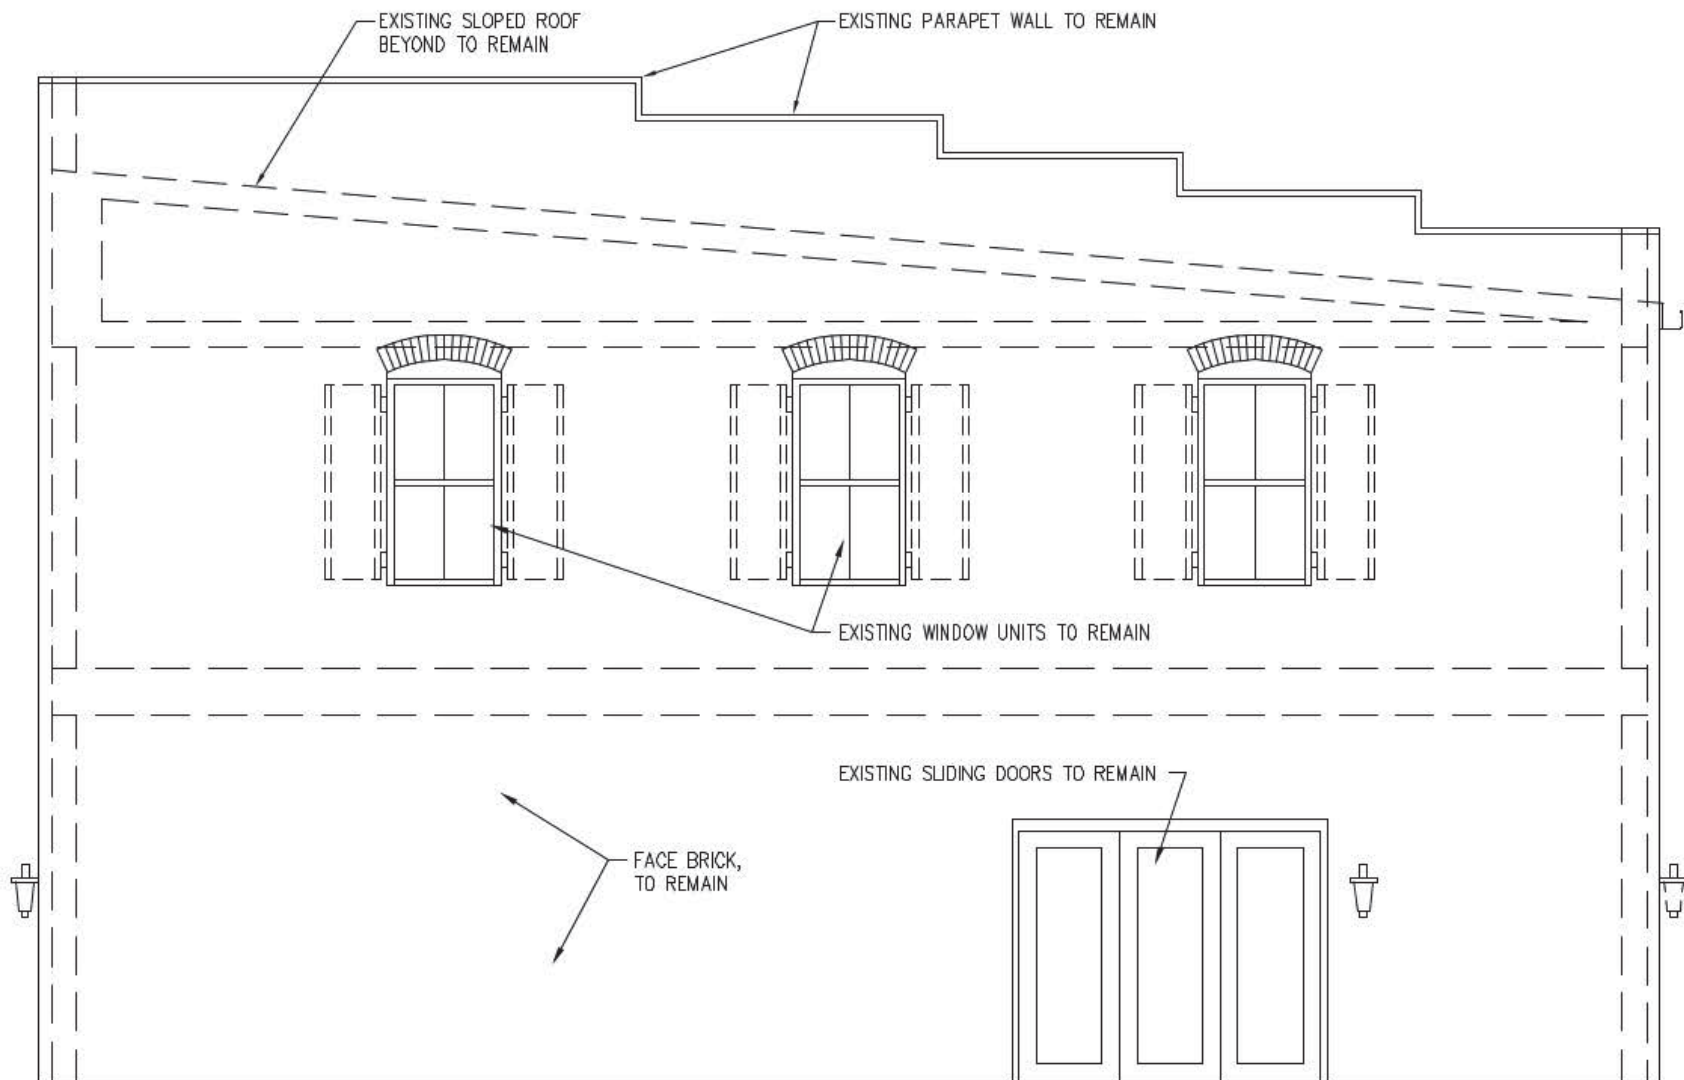 EXISTING SLOPED ROOF
BEYOND TO REMAIN
EXISTING PARAPET WALL TO REMAIN
EXISTING WINDOW UNITS TO REMAIN
EXISTING SLIDING DOORS TO REMAIN
FACE BRICK,
TO REMAIN